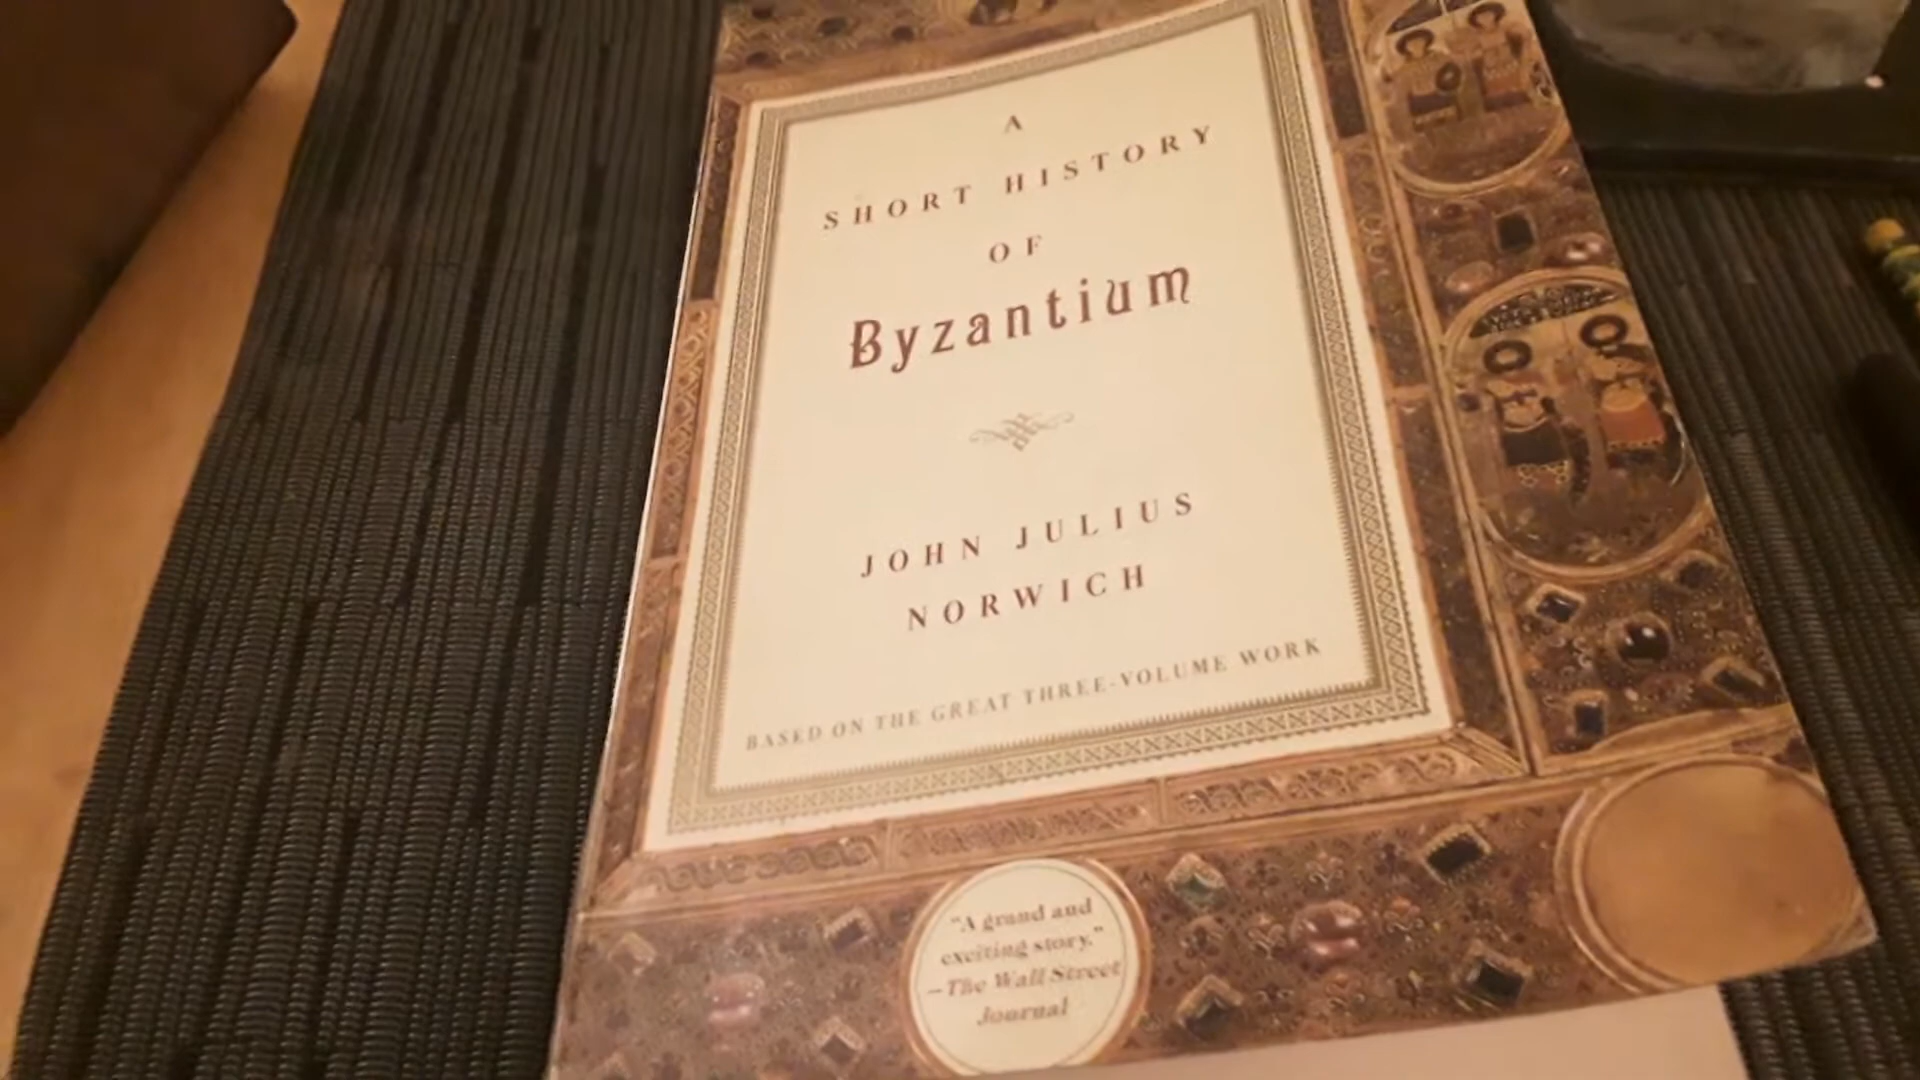 A
SHORT HISTORY
OF
Byzantium
JOHN JULIUS
NORWICH
BASED ON THE GREAT THREE-VOLUME WORK
"A grand and
exciting story."
—The Wall Street
Journal